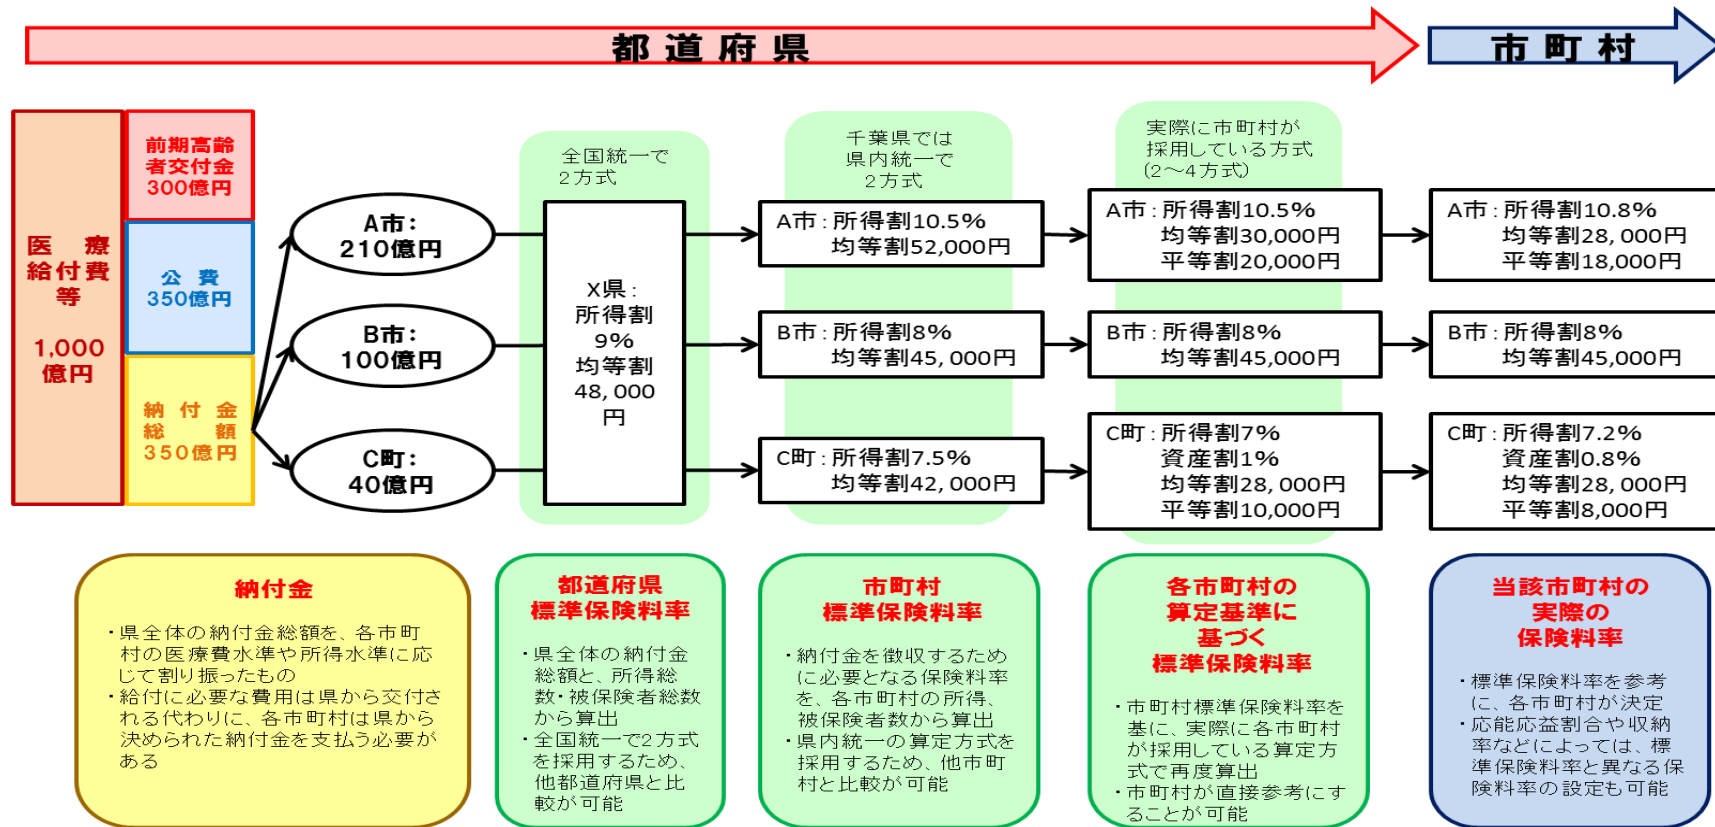 都道府県
市町村
医療
給付費
等
1,000
億円
前期高齢
者交付金
300億円
公費
350億円
納付金
総額
350億円
A市：
210億円
B市：
100億円
C町：
40億円
全国統一で
2方式
X県：
所得割
9%
均等割
48,000
円
千葉県では
県内統一で
2方式
A市：所得割10.5%
均等割52,000円
B市：所得割8%
均等割45,000円
C町：所得割7.5%
均等割42,000円
実際に市町村が
採用している方式
(2～4方式)
A市：所得割10.5%
均等割30,000円
平等割20,000円
B市：所得割8%
均等割45,000円
C町：所得割7%
資産割1%
均等割28,000円
平等割10,000円
A市：所得割10.8%
均等割28,000円
平等割18,000円
B市：所得割8%
均等割45,000円
C町：所得割7.2%
資産割0.8%
均等割28,000円
平等割8,000円
納付金
・県全体の納付金総額を、各市町
村の医療費水準や所得水準に応
じて割り振ったもの
・給付に必要な費用は県から交付さ
れる代わりに、各市町村は県から
決められた納付金を支払う必要が
ある
都道府県
標準保険料率
・県全体の納付金
総額と、所得総
数・被保険者総数
から算出
・全国統一で2方式
を採用するため、
他都道府県と比
較が可能
市町村
標準保険料率
・納付金を徴収するため
に必要となる保険料率
を、各市町村の所得、
被保険者数から算出
・県内統一の算定方式を
採用するため、他市町
村と比較が可能
各市町村の
算定基準に
基づく
標準保険料率
・市町村標準保険料率を
基に、実際に各市町村
が採用している算定方
式で再度算出
・市町村が直接参考にす
ることが可能
当該市町村の
実際の
保険料率
・標準保険料率を参考
に、各市町村が決定
・応能応益割合や収納
率などによっては、標
準保険料率と異なる保
険料率の設定も可能